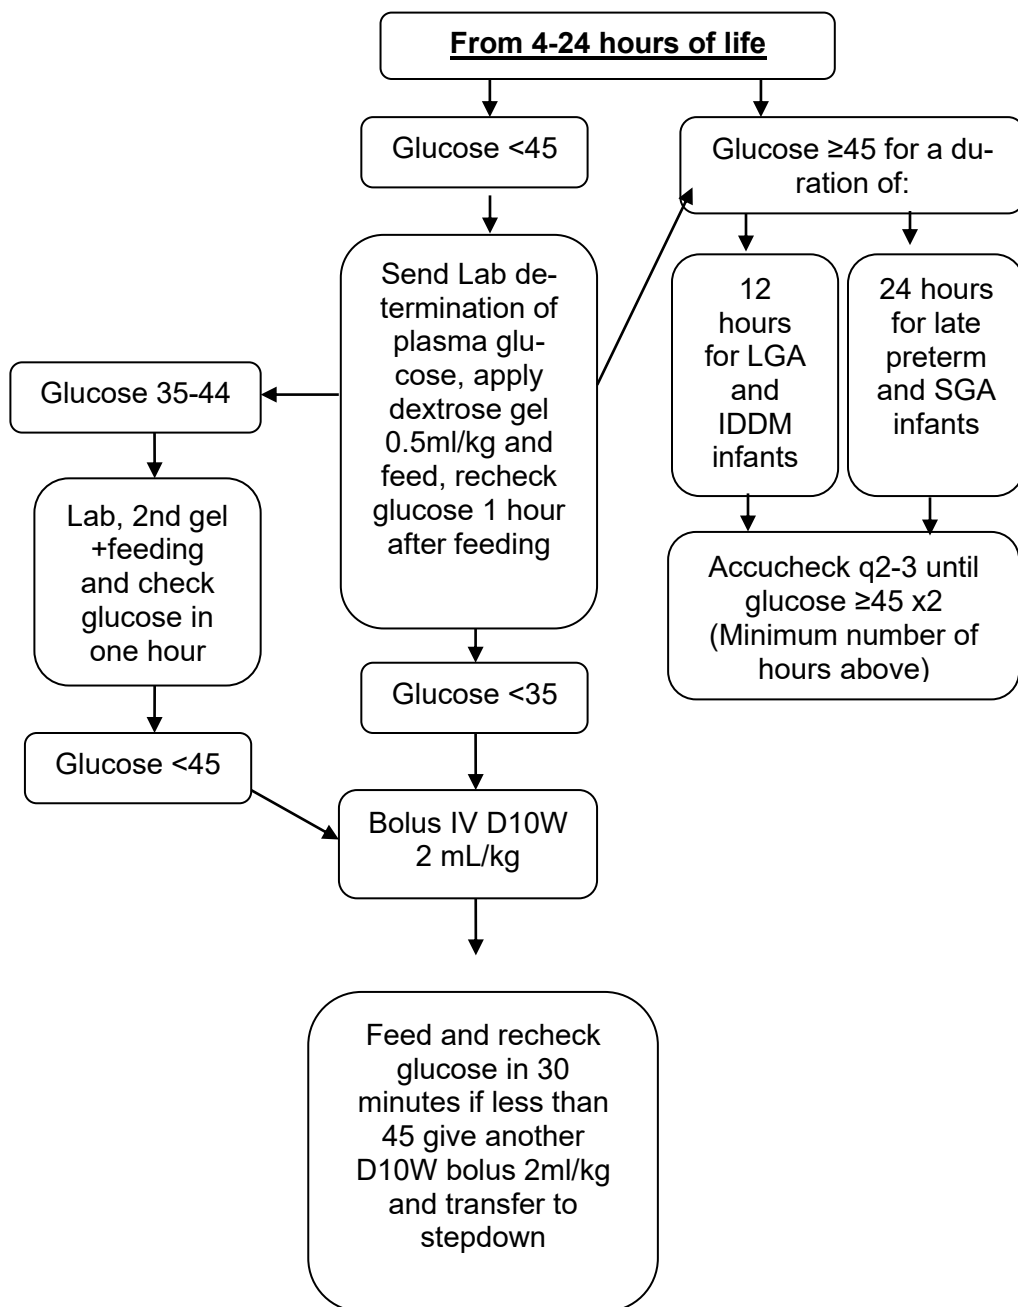 From 4-24 hours of life
Glucose <45
Glucose ≥45 for a du-
ration of:
Send Lab de-
termination of
plasma glu-
cose, apply
dextrose gel
0.5ml/kg and
feed, recheck
glucose 1 hour
after feeding
12
hours
for LGA
and
IDDM
infants
24 hours
for late
preterm
and SGA
infants
Glucose 35-44
Lab, 2nd gel
+feeding
and check
glucose in
one hour
Accucheck q2-3 until
glucose ≥45 x2
(Minimum number of
hours above)
Glucose <35
Glucose <45
Bolus IV D10W
2 mL/kg
Feed and recheck
glucose in 30
minutes if less than
45 give another
D10W bolus 2ml/kg
and transfer to
stepdown